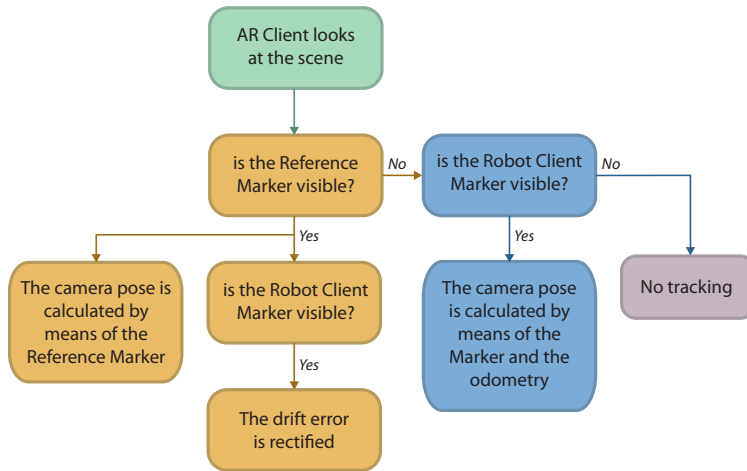 AR Client looks
at the scene
is the Reference
Marker visible?
No
is the Robot Client
Marker visible?
No
Yes
Yes
The camera pose is
calculated by
means of the
Reference Marker
is the Robot Client
Marker visible?
The camera pose
is calculated by
means of the
Marker and the
odometry
No tracking
Yes
The drift error
is rectified